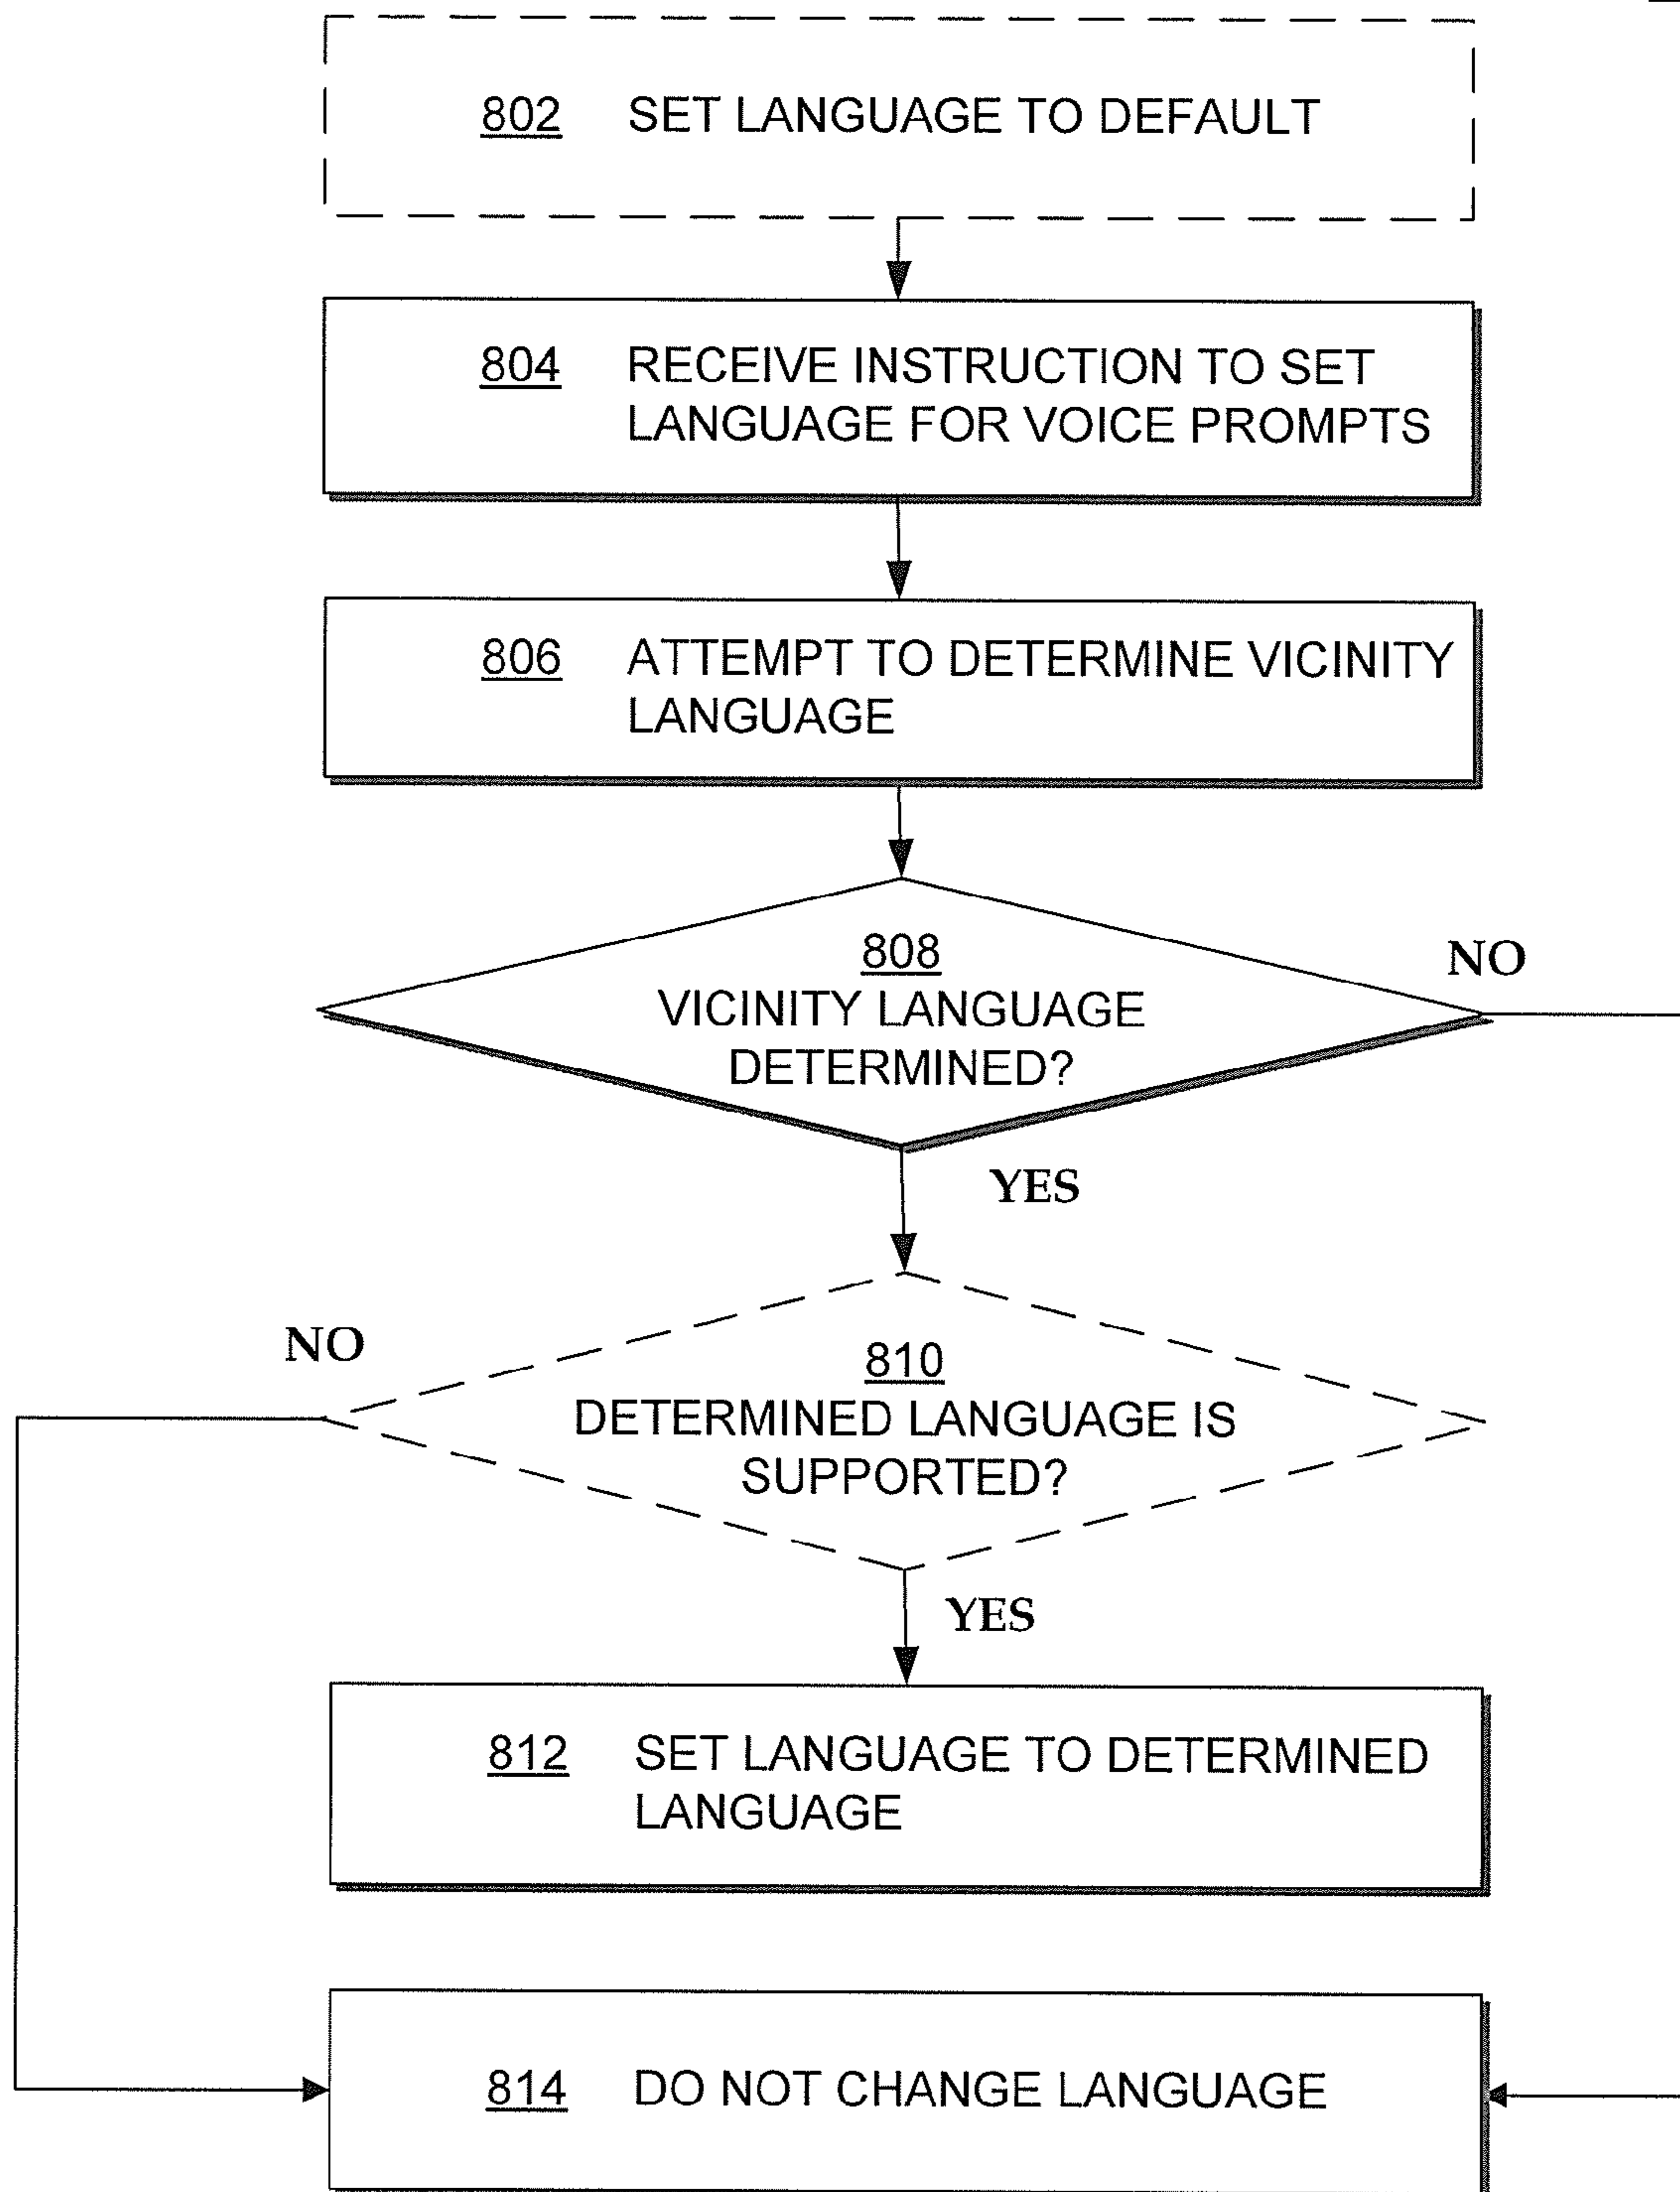 802 SET LANGUAGE TO DEFAULT
804 RECEIVE INSTRUCTION TO SET
LANGUAGE FOR VOICE PROMPTS
806 ATTEMPT TO DETERMINE VICINITY
LANGUAGE
808
NO
VICINITY LANGUAGE
DETERMINED?
YES
NO
810
DETERMINED LANGUAGE IS
SUPPORTED?
YES
812 SET LANGUAGE TO DETERMINED
LANGUAGE
814 DO NOT CHANGE LANGUAGE